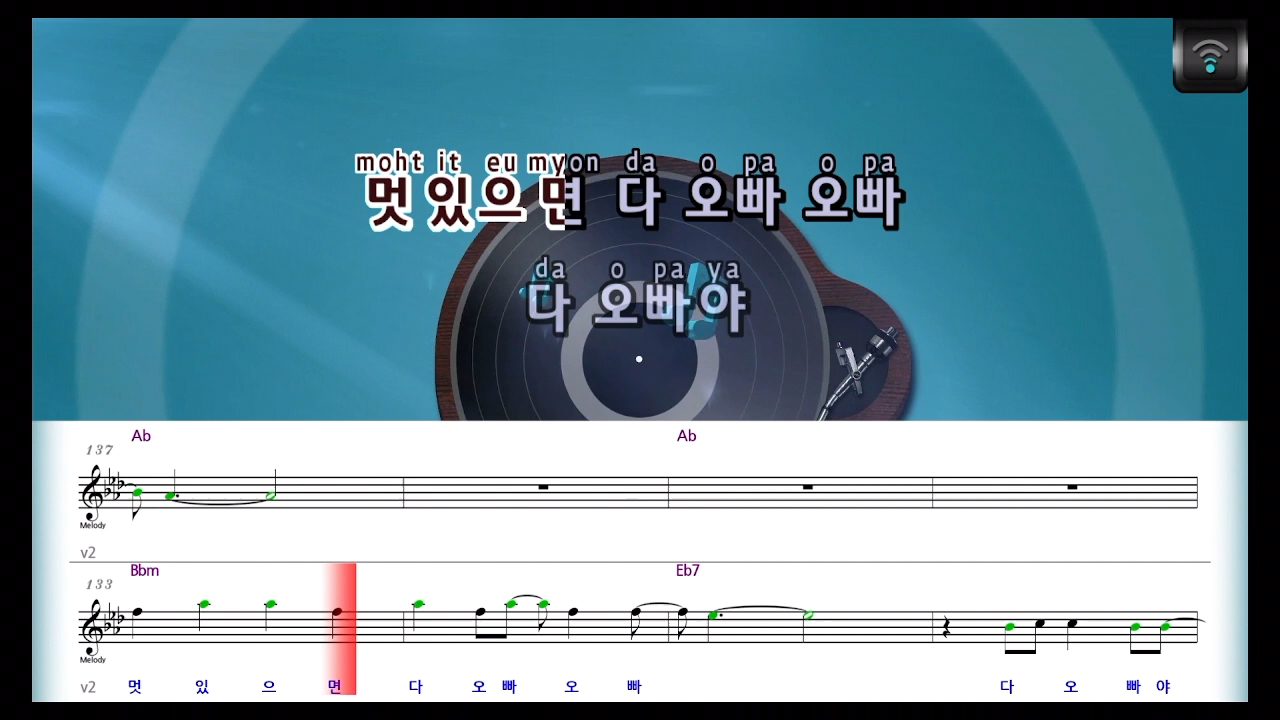 moht it eu myon da o pa o pa
멋있으면 다 오빠 오빠
da o pa ya
다 오빠야
Ab Ab
137
Melody
v2
Bbm Eb7
133
Melody
v2 멋 있 으 면 다 오 빠 오 빠 다 오 빠 야